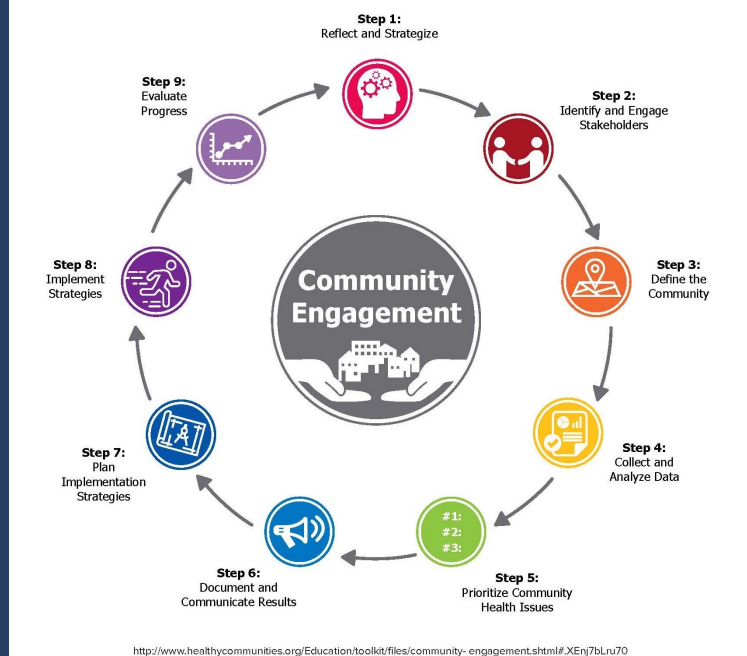 Step 1:
Reflect and Strategize
Step 2:
Identify and Engage
Stakeholders
Step 3:
Define the
Community
Step 4:
Collect and
Analyze Data
#1:
#2:
#3:
Step 5:
Prioritize Community
Health Issues
Step 6:
Document and
Communicate Results
Step 7:
Plan
Implementation
Strategies
Step 8:
Implement
Strategies
Step 9:
Evaluate
Progress
Community
Engagement
http://www.healthycommunities.org/Education/toolkit/files/community- engagement.shtml#.XEnj7bLru70